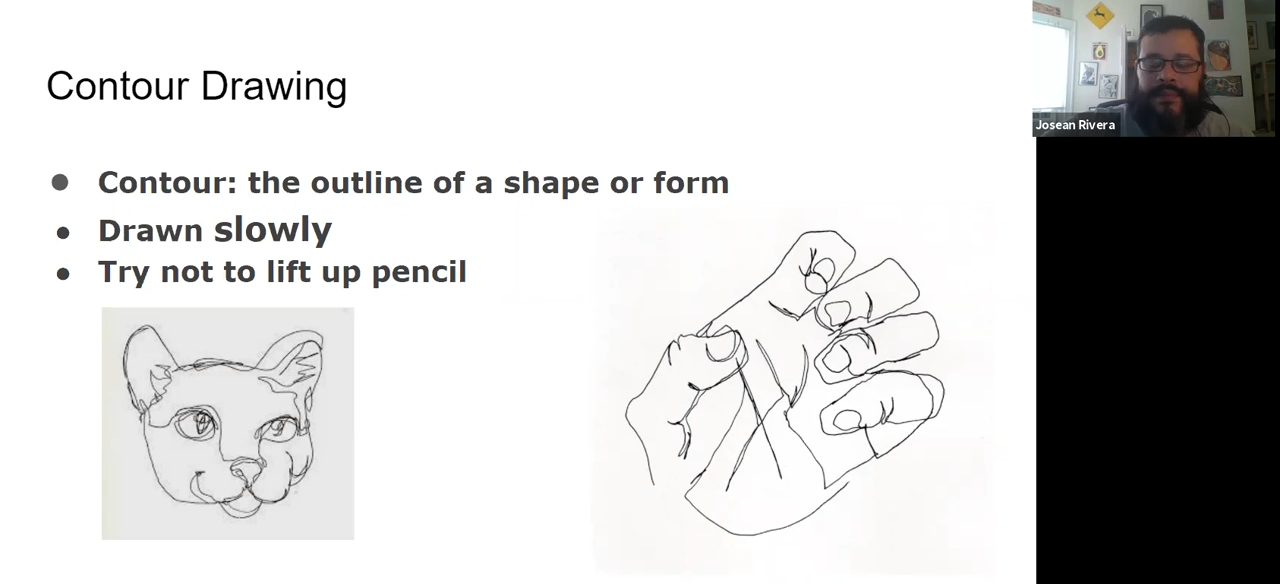 Contour Drawing
Contour: the outline of a shape or form
Drawn slowly
Try not to lift up pencil
Josean Rivera